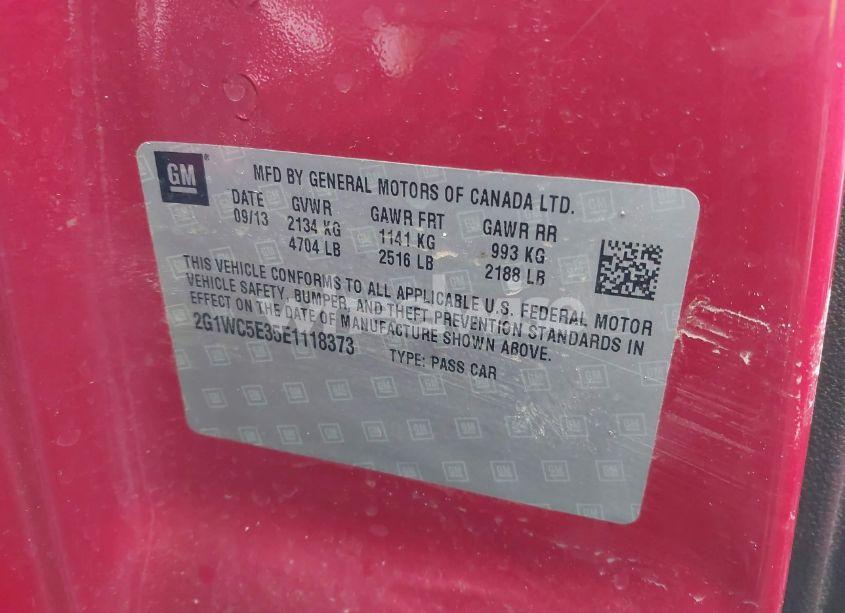 GM
MFD BY GENERAL MOTORS OF CANADA LTD.
DATE GVWR GAWR FRT GAWR RR
09/13 2134 KG 1141 KG 993 KG
4704 LB 2516 LB 2188 LB
THIS VEHICLE CONFORMS TO ALL APPLICABLE U.S. FEDERAL MOTOR
VEHICLE SAFETY, BUMPER, AND THEFT PREVENTION STANDARDS IN
EFFECT ON THE DATE OF MANUFACTURE SHOWN ABOVE.
2G1WC5E35E1118373 TYPE: PASS CAR